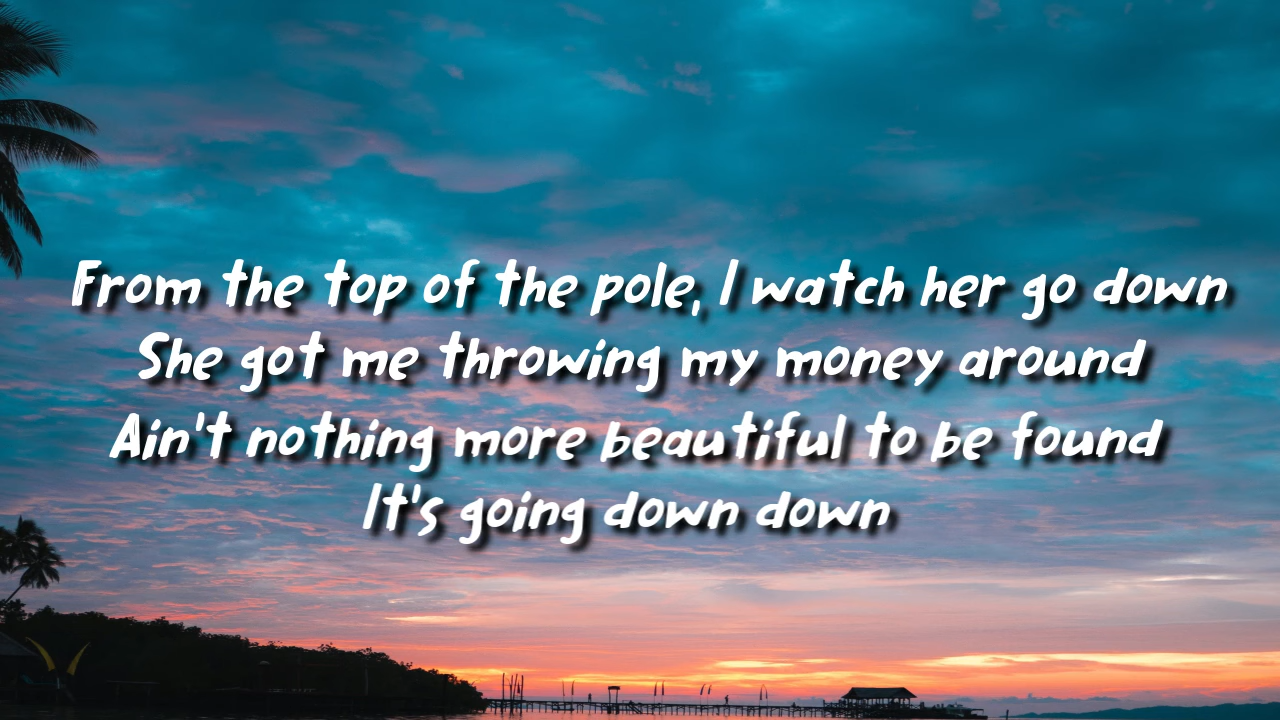 From the top of the pole, I watch her go down
She got me throwing my money around
Ain't nothing more beautiful to be found
It's going down down